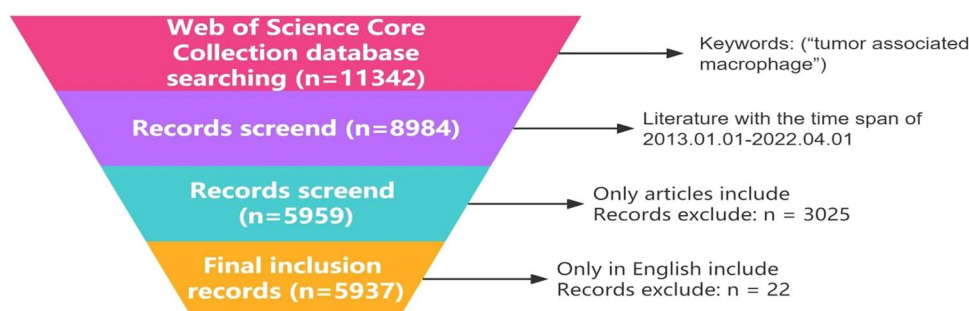 Web of Science Core
Collection database
searching (n=11342)
Keywords: (“tumor associated
macrophage”)
Records screend (n=8984)
Literature with the time span of
2013.01.01-2022.04.01
Records screend
(n=5959)
Only articles include
Records exclude: n = 3025
Final inclusion
records (n=5937)
Only in English include
Records exclude: n = 22